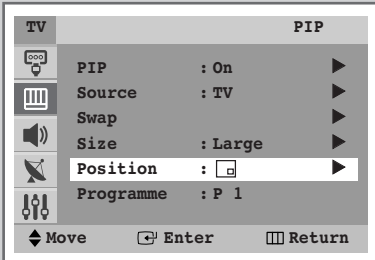 TV PIP
PIP : On
Source : TV
Swap
Size : Large
Position :
Programme : P 1
Move Enter Return